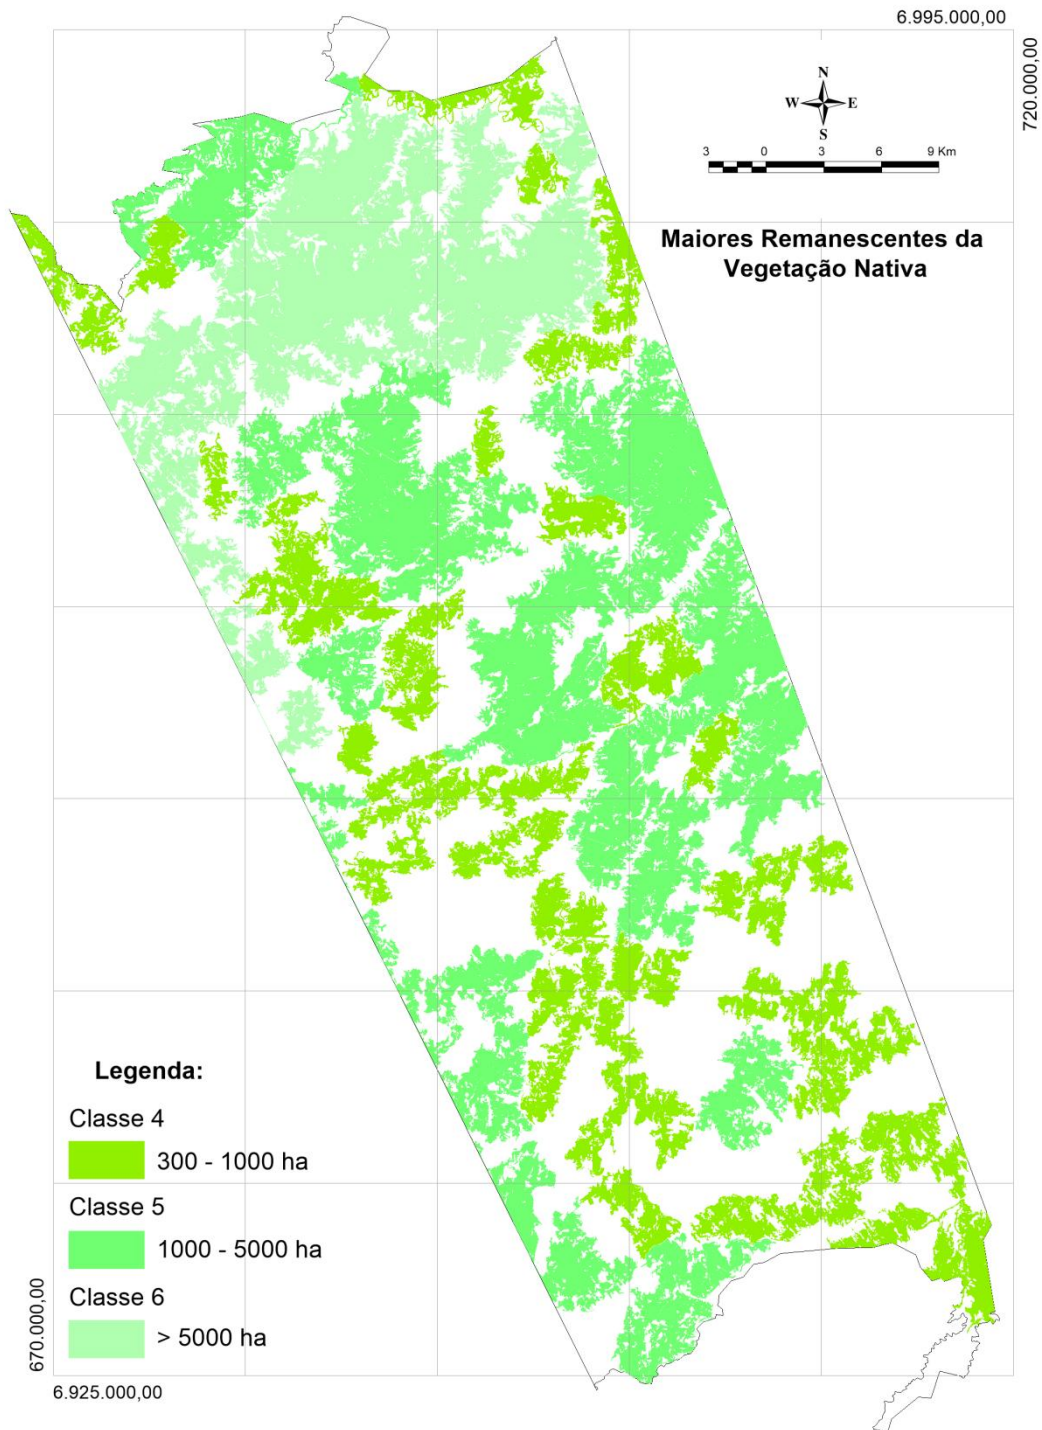 6.995.000,00
720.000,00
N
W E
S
3 0 3 6 9 Km
Maiores Remanescentes da
Vegetação Nativa
Legenda:
Classe 4
300 - 1000 ha
Classe 5
1000 - 5000 ha
Classe 6
> 5000 ha
670.000,00
6.925.000,00